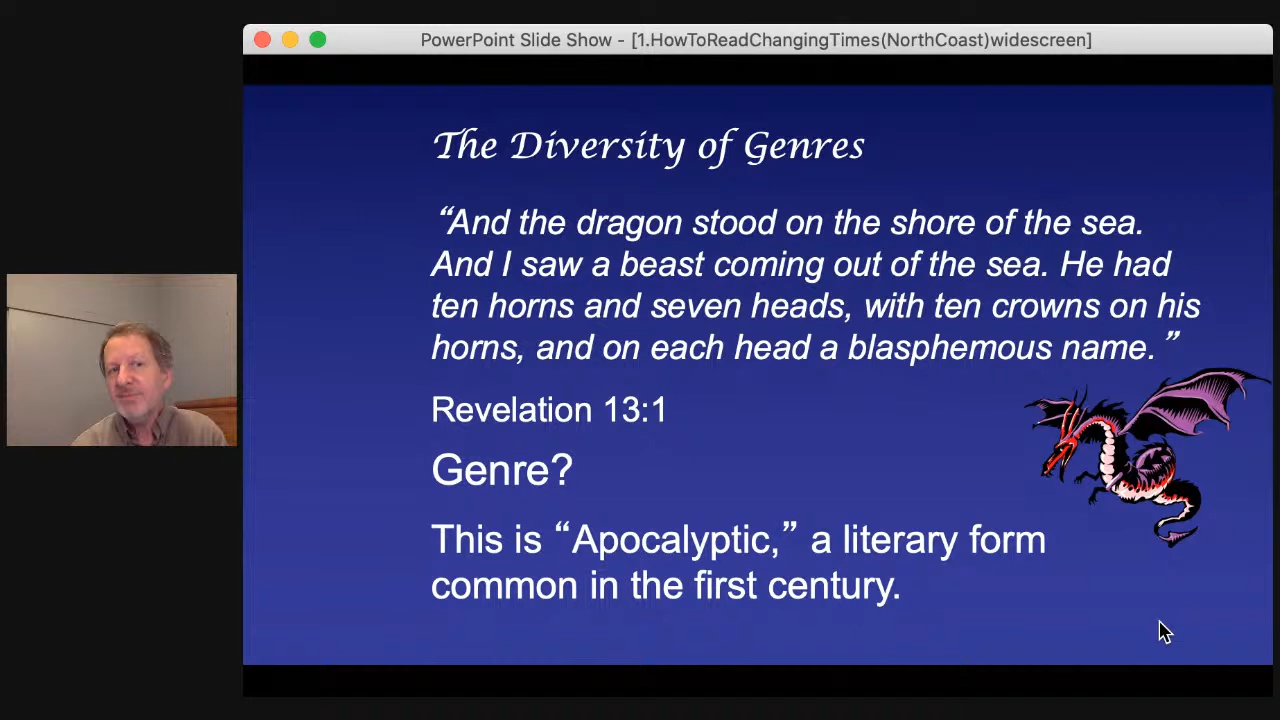 PowerPoint Slide Show - [1.HowToReadChangingTimes(NorthCoast)widescreen]
The Diversity of Genres
“And the dragon stood on the shore of the sea.
And I saw a beast coming out of the sea. He had
ten horns and seven heads, with ten crowns on his
horns, and on each head a blasphemous name.”
Revelation 13:1
Genre?
This is “Apocalyptic,” a literary form
common in the first century.